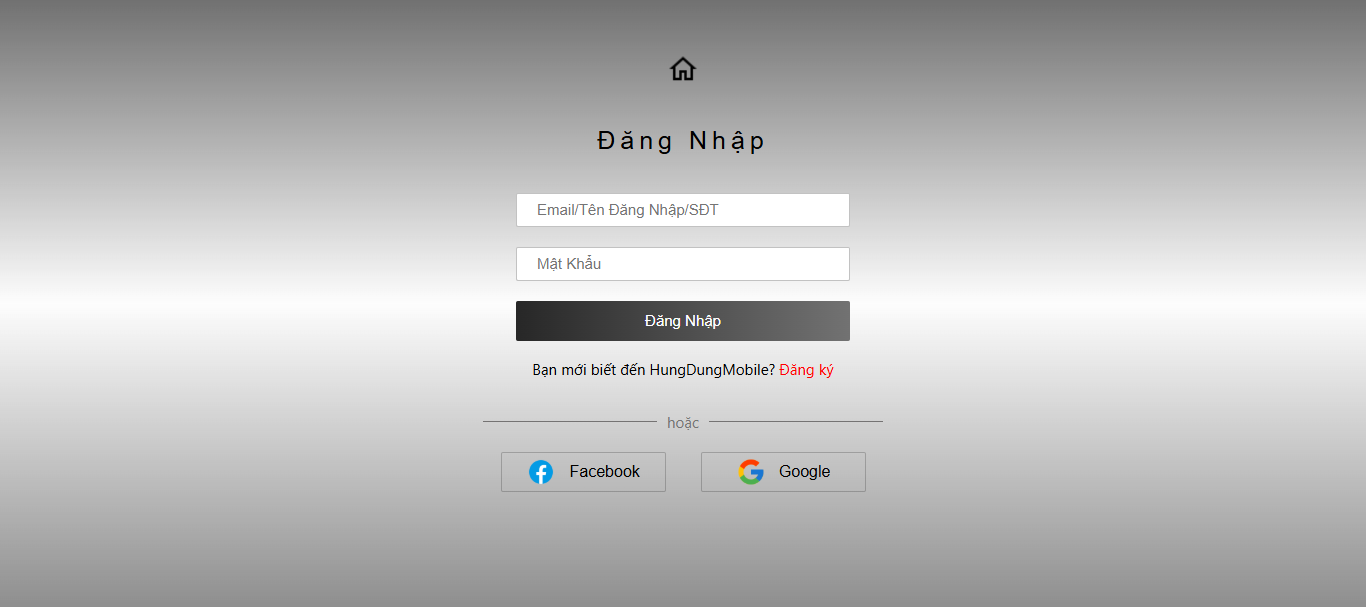 Đăng Nhập
Email/Tên Đăng Nhập/SĐT
Mật Khẩu
Đăng Nhập
Bạn mới biết đến HungDungMobile? Đăng ký
hoặc
Facebook Google